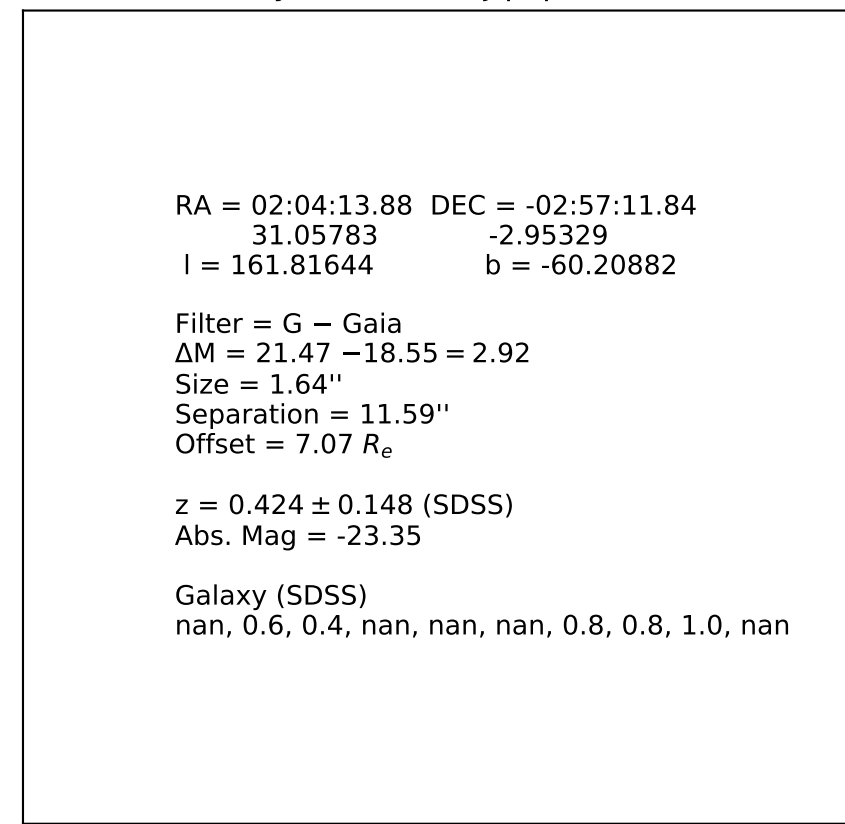 RA = 02:04:13.88 DEC = -02:57:11.84
31.05783 -2.95329
l = 161.81644 b = -60.20882
Filter = G − Gaia
ΔM = 21.47 −18.55 = 2.92
Size = 1.64''
Separation = 11.59''
Offset = 7.07 Rₑ
z = 0.424 ± 0.148 (SDSS)
Abs. Mag = -23.35
Galaxy (SDSS)
nan, 0.6, 0.4, nan, nan, nan, 0.8, 0.8, 1.0, nan